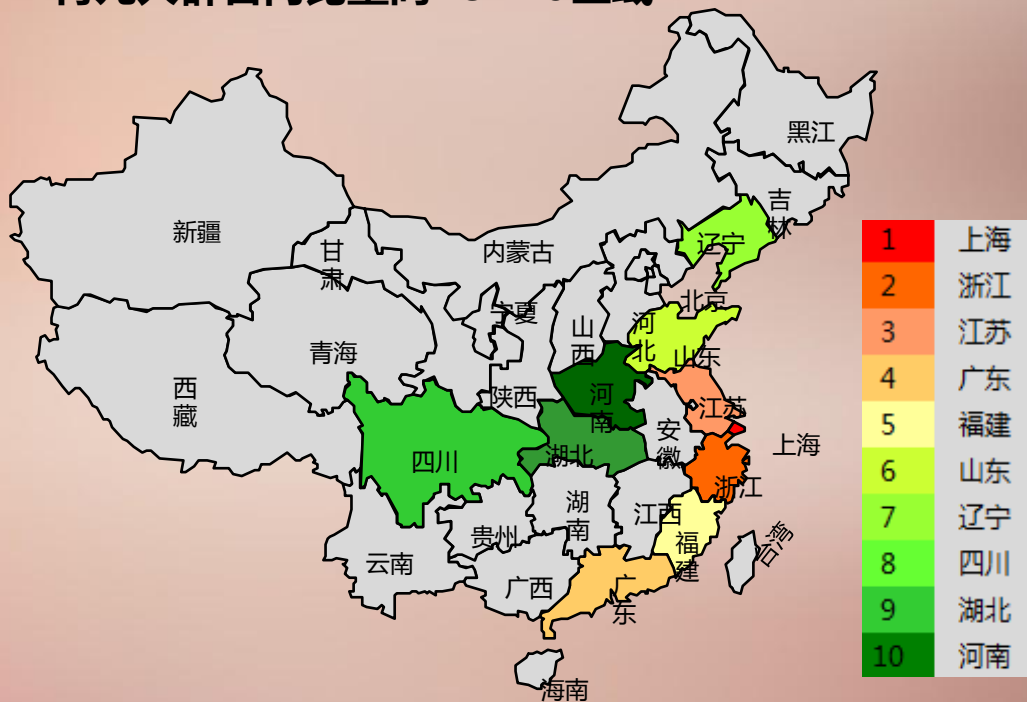 黑江
吉林
新疆
辽宁
甘肃
内蒙古
北京
宁夏
河北
山西
青海
山东
西藏
陕西
河南
江苏
安徽
上海
湖北
四川
浙江
湖南
江西
贵州
福建
台湾
云南
广西
广东
海南
1 上海
2 浙江
3 江苏
4 广东
5 福建
6 山东
7 辽宁
8 四川
9 湖北
10 河南